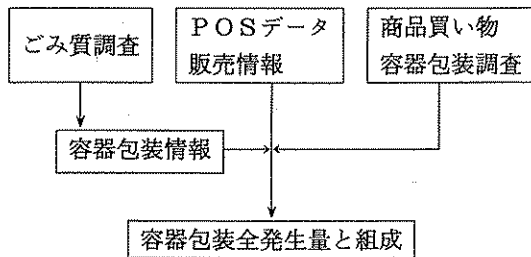 ごみ質調査
POSデータ
販売情報
商品買い物
容器包装調査
容器包装情報
容器包装全発生量と組成